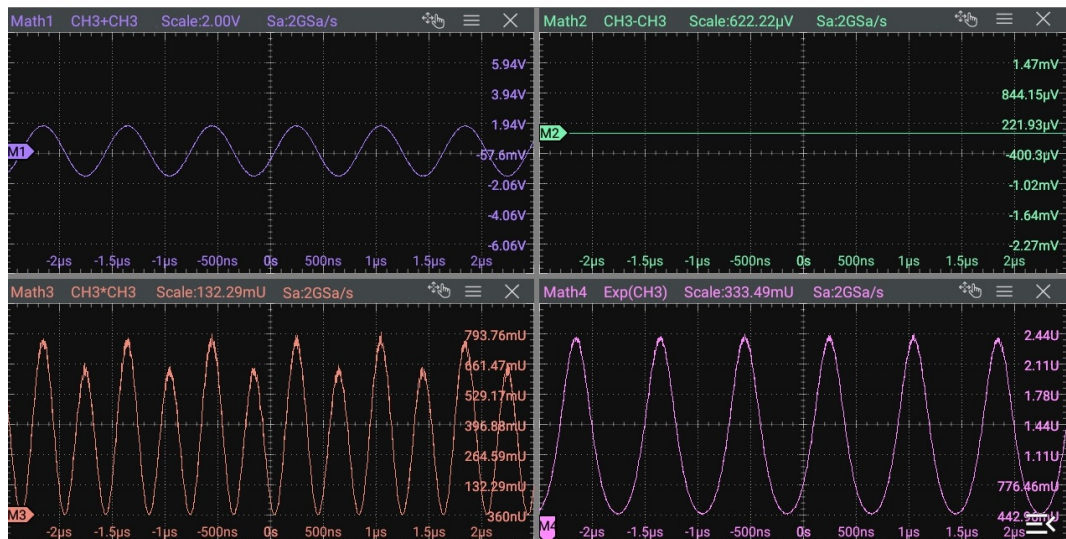 Math1 CH3+CH3 Scale:2.00V Sa:2GSa/s
5.94V
3.94V
1.94V
M1
-57.6mV
-2.06V
-4.06V
-6.06V
-2µs -1.5µs -1µs -500ns 0s 500ns 1µs 1.5µs 2µs
Math2 CH3-CH3 Scale:622.22µV Sa:2GSa/s
1.47mV
844.15µV
221.93µV
M2
-400.3µV
-1.02mV
-1.64mV
-2.27mV
-2µs -1.5µs -1µs -500ns 0s 500ns 1µs 1.5µs 2µs
Math3 CH3*CH3 Scale:132.29mU Sa:2GSa/s
793.76mU
661.47mU
529.17mU
396.88mU
264.59mU
132.29mU
M3
360nU
-2µs -1.5µs -1µs -500ns 0s 500ns 1µs 1.5µs 2µs
Math4 Exp(CH3) Scale:333.49mU Sa:2GSa/s
2.44U
2.11U
1.78U
1.44U
1.11U
776.46mU
M4
-2µs -1.5µs -1µs -500ns 0s 500ns 1µs 1.5µs 2µs